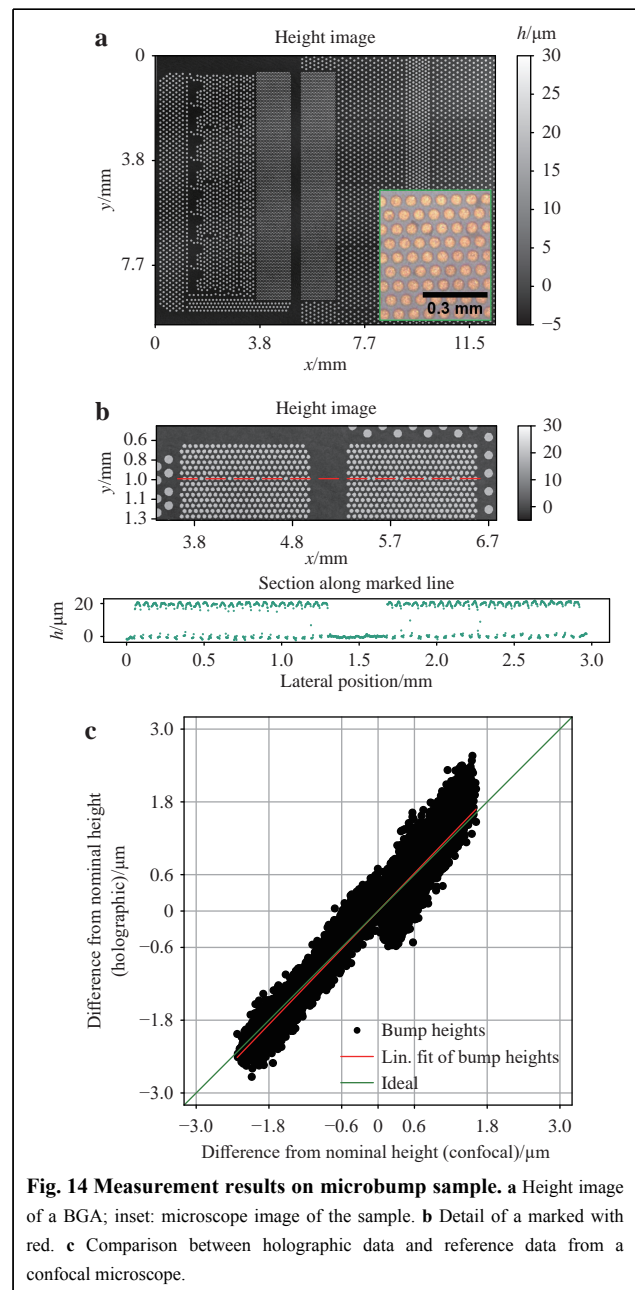 a
Height image
h/μm
0
3.8
7.7
y/mm
0
3.8
7.7
11.5
x/mm
0.3 mm
30
25
20
15
10
5
0
−5
b
Height image
0.6
0.8
1.0
1.1
1.3
y/mm
3.8
4.8
5.7
6.7
x/mm
30
20
10
0
Section along marked line
20
0
h/μm
0
0.5
1.0
1.5
2.0
2.5
3.0
Lateral position/mm
c
3.0
1.8
0.6
0
−0.6
−1.8
−3.0
Difference from nominal height
(holographic)/μm
Bump heights
Lin. fit of bump heights
Ideal
−3.0
−1.8
−0.6
0
0.6
1.8
3.0
Difference from nominal height (confocal)/μm
Fig. 14 Measurement results on microbump sample. a Height image
of a BGA; inset: microscope image of the sample. b Detail of a marked with
red. c Comparison between holographic data and reference data from a
confocal microscope.